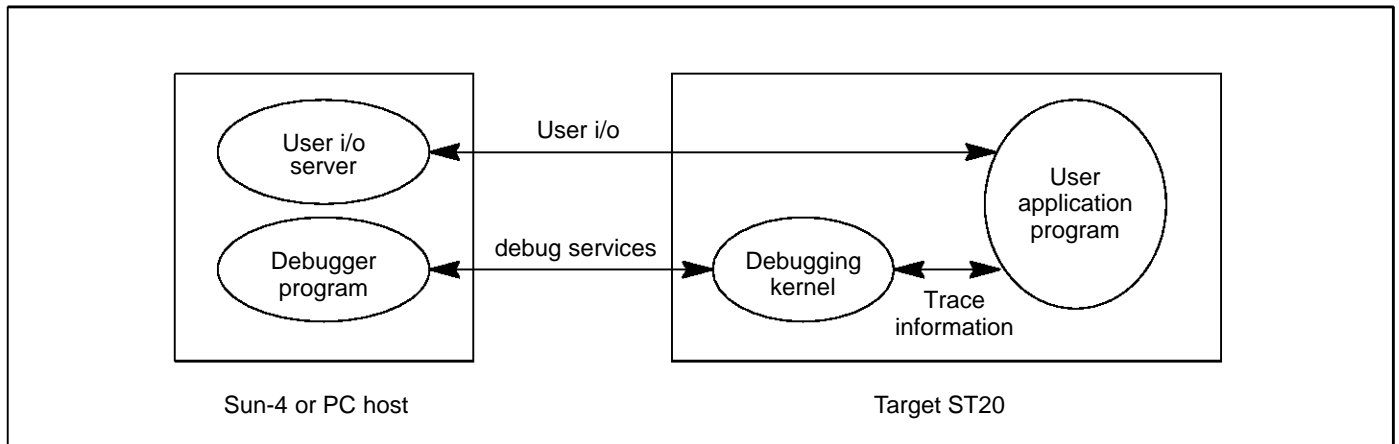 User i/o
server
User i/o
User
application
program
Debugger
program
debug services
Debugging
kernel
Trace
information
Sun-4 or PC host
Target ST20